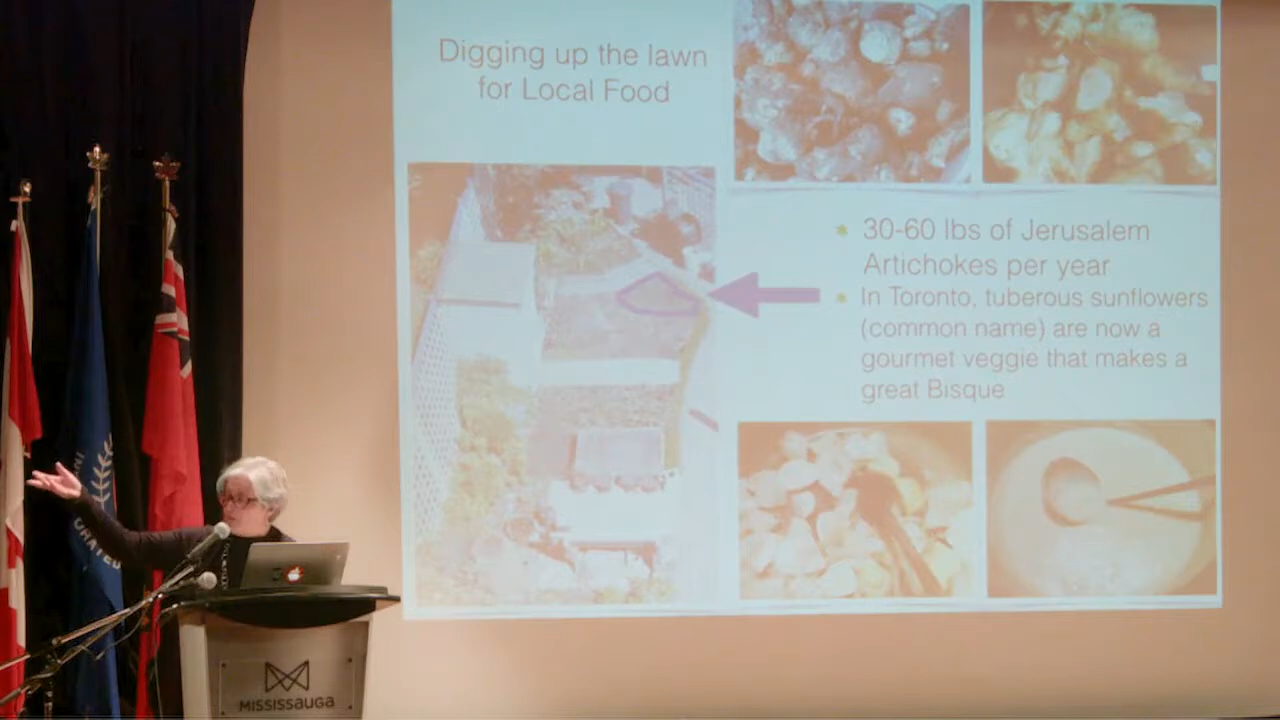 Digging up the lawn
for Local Food
30-60 lbs of Jerusalem
Artichokes per year
In Toronto, tuberous sunflowers
(common name) are now a
gourmet veggie that makes a
great Bisque
MISSISSAUGA